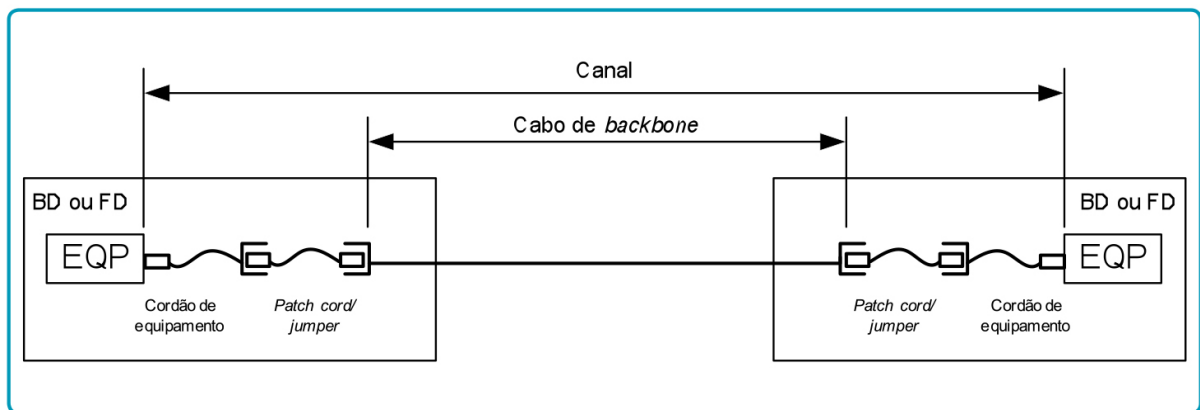 Canal
Cabo de backbone
BD ou FD
BD ou FD
EQP
EQP
Cordão de
equipamento
Patch cord/
jumper
Patch cord/
jumper
Cordão de
equipamento